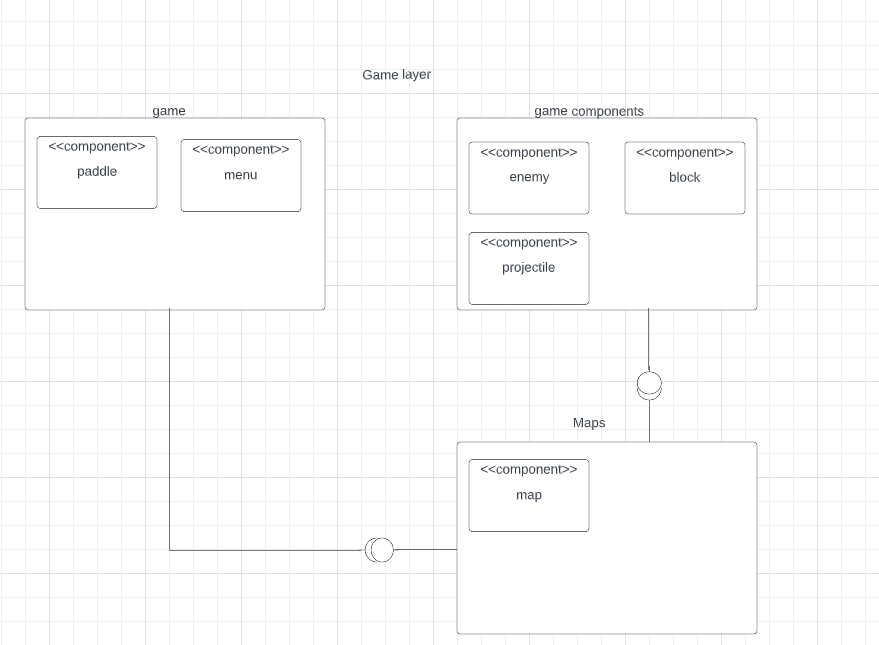 Game layer
game
<<component>>
paddle
<<component>>
menu
game components
<<component>>
enemy
<<component>>
block
<<component>>
projectile
Maps
<<component>>
map